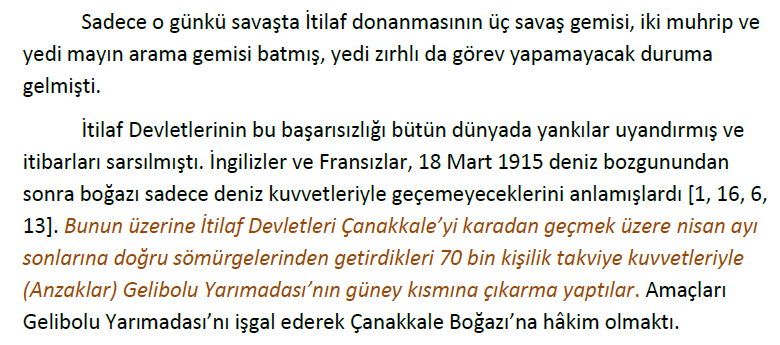 Sadece o günkü savaşta İtilaf donanmasının üç savaş gemisi, iki muhrip ve
yedi mayın arama gemisi batmış, yedi zırhlı da görev yapamayacak duruma
gelmişti.
İtilaf Devletlerinin bu başarısızlığı bütün dünyada yankılar uyandırmış ve
itibarları sarsılmıştı. İngilizler ve Fransızlar, 18 Mart 1915 deniz bozgunundan
sonra boğazı sadece deniz kuvvetleriyle geçemeyeceklerini anlamışlardı [1, 16, 6,
13]. Bunun üzerine İtilaf Devletleri Çanakkale’yi karadan geçmek üzere nisan ayı
sonlarına doğru sömürgelerinden getirdikleri 70 bin kişilik takviye kuvvetleriyle
(Anzaklar) Gelibolu Yarımadası’nın güney kısmına çıkarma yaptılar. Amaçları
Gelibolu Yarımadası’nı işgal ederek Çanakkale Boğazı’na hâkim olmaktı.